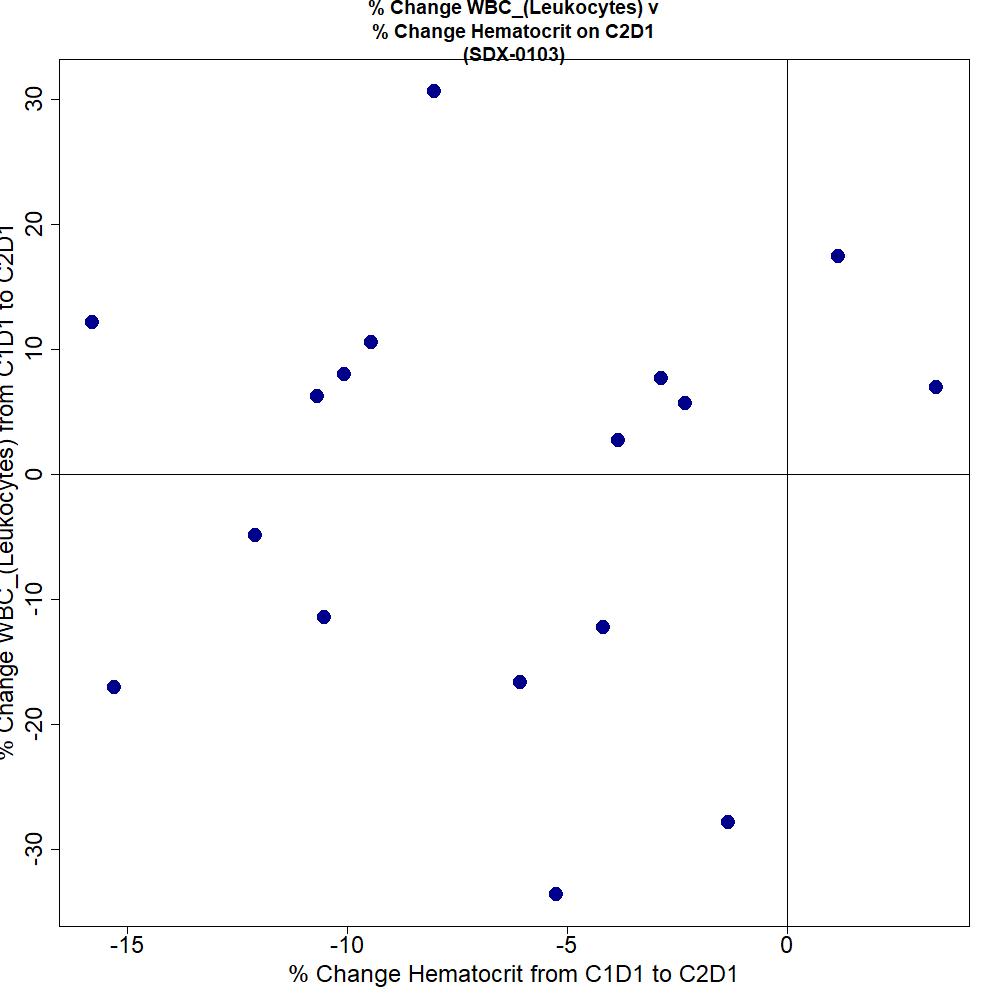 % Change WBC_(Leukocytes) v
% Change Hematocrit on C2D1
(SDX-0103)
% Change WBC_(Leukocytes) from C1D1 to C2D1
30
20
10
0
-10
-20
-30
-15
-10
-5
0
% Change Hematocrit from C1D1 to C2D1